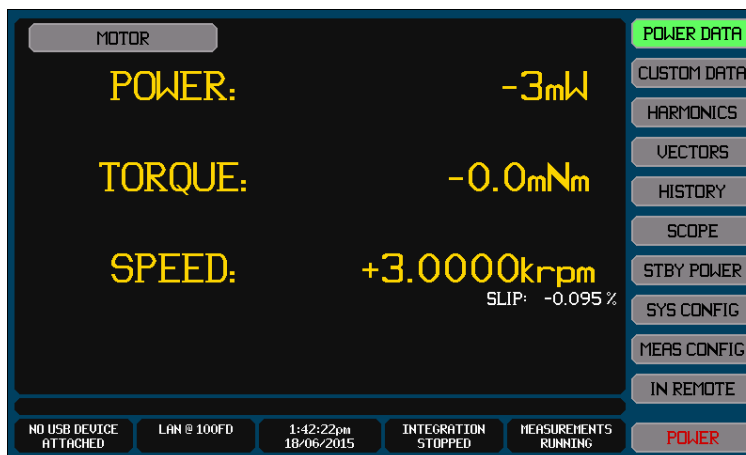 MOTOR
POWER: -3mW
TORQUE: -0.0mNm
SPEED: +3.0000krpm
SLIP: -0.095%
POWER DATA
CUSTOM DATA
HARMONICS
VECTORS
HISTORY
SCOPE
STBY POWER
SYS CONFIG
MEAS CONFIG
IN REMOTE
POWER
NO USB DEVICE
ATTACHED
LAN @ 100FD
1:42:22pm
18/06/2015
INTEGRATION
STOPPED
MEASUREMENTS
RUNNING